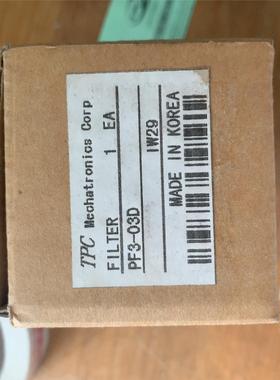 TPC Mechatronics Corp
FILTER 1 EA
PF3-03D
IW29
MADE IN KOREA